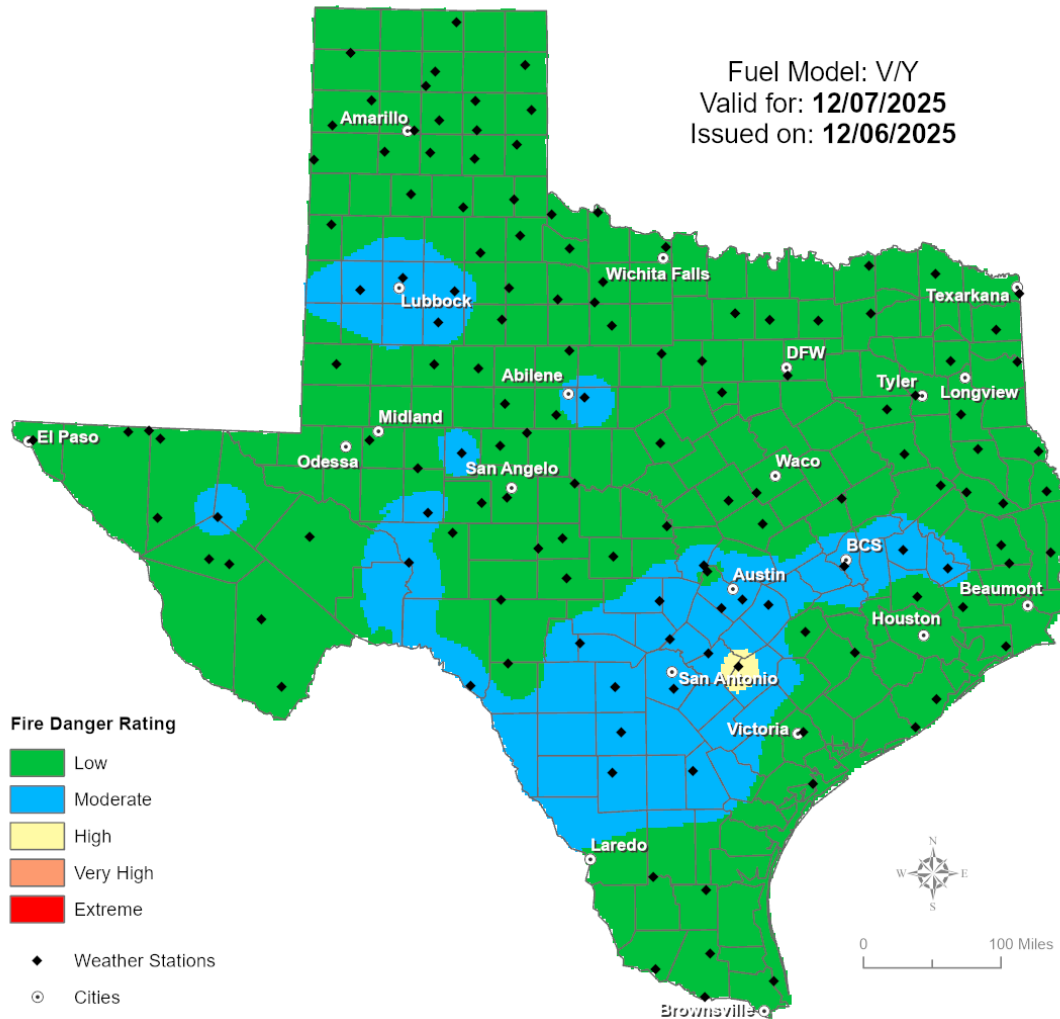 Fuel Model: V/Y
Valid for: 12/07/2025
Issued on: 12/06/2025
Amarillo
Wichita Falls
Lubbock
Texarkana
DFW
Abilene
Tyler
Longview
Midland
El Paso
Odessa
San Angelo
Waco
BCS
Austin
Beaumont
Houston
San Antonio
Victoria
Laredo
Brownsville
Fire Danger Rating
Low
Moderate
High
Very High
Extreme
Weather Stations
Cities
N
W E
S
0 100 Miles